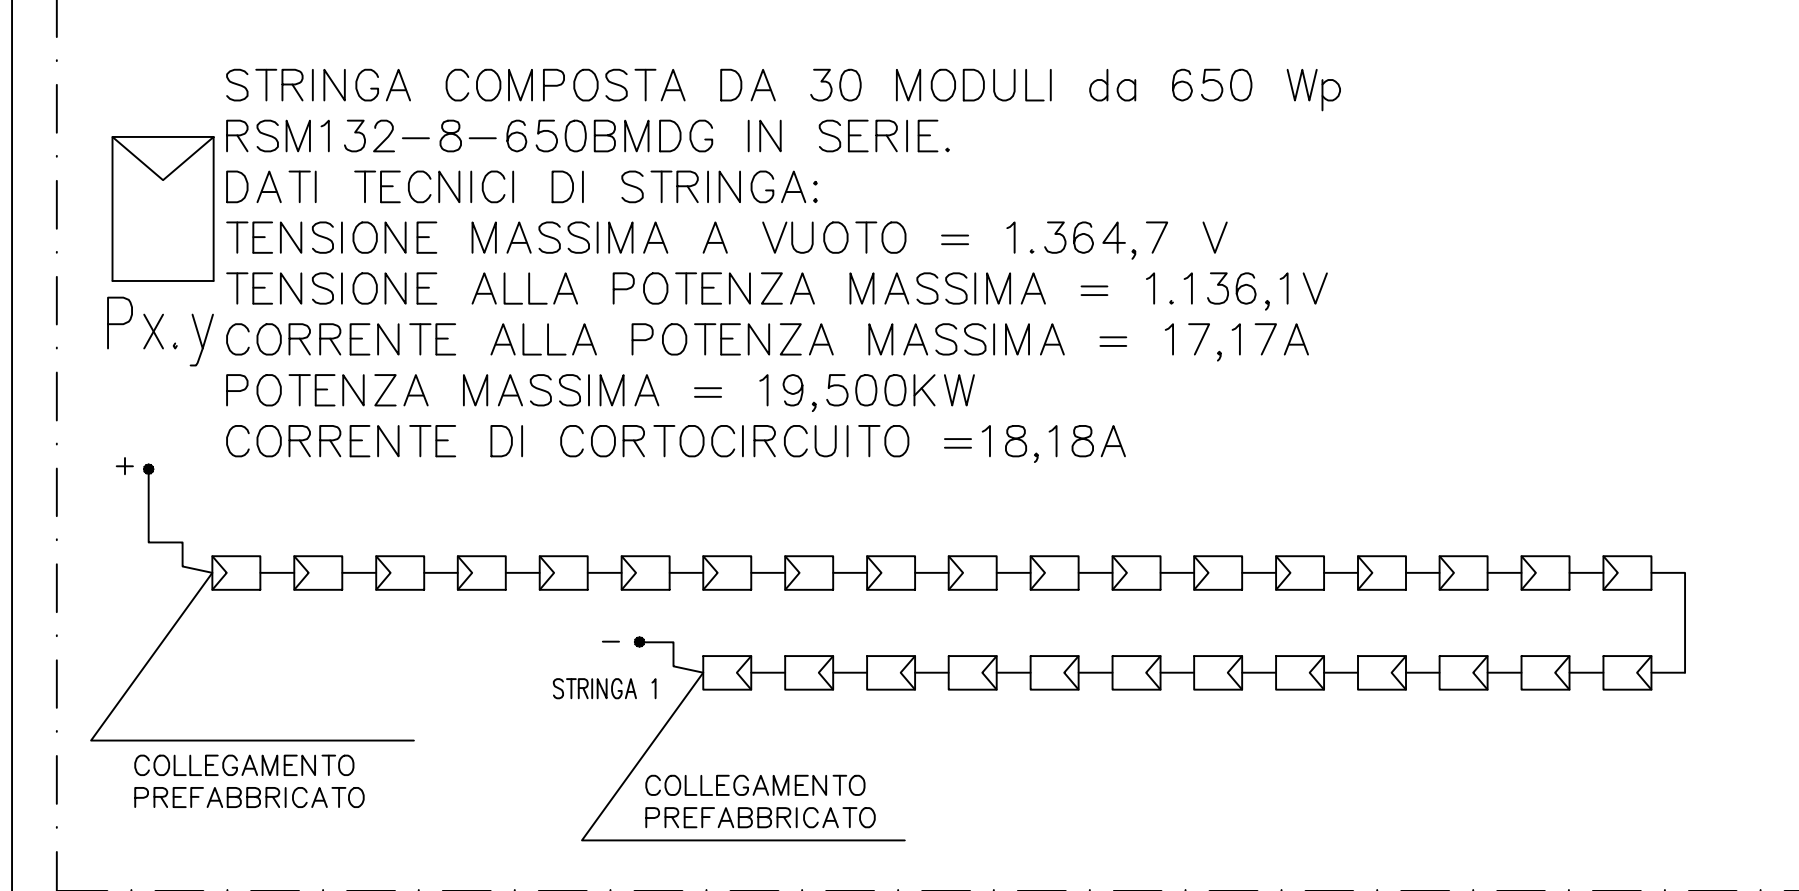 STRINGA COMPOSTA DA 30 MODULI da 650 Wp
RSM132-8-650BMDG IN SERIE.
DATI TECNICI DI STRINGA:
TENSIONE MASSIMA A VUOTO = 1.364,7 V
TENSIONE ALLA POTENZA MASSIMA = 1.136,1V
Px.y
CORRENTE ALLA POTENZA MASSIMA = 17,17A
POTENZA MASSIMA = 19,500KW
CORRENTE DI CORTOCIRCUITO =18,18A
+
-
STRINGA 1
COLLEGAMENTO
PREFABBRICATO
COLLEGAMENTO
PREFABBRICATO